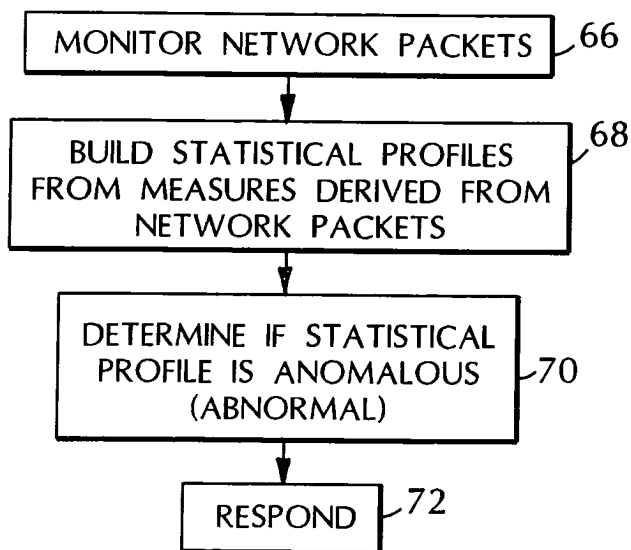 MONITOR NETWORK PACKETS
66
BUILD STATISTICAL PROFILES
FROM MEASURES DERIVED FROM
NETWORK PACKETS
68
DETERMINE IF STATISTICAL
PROFILE IS ANOMALOUS
(ABNORMAL)
70
RESPOND
72